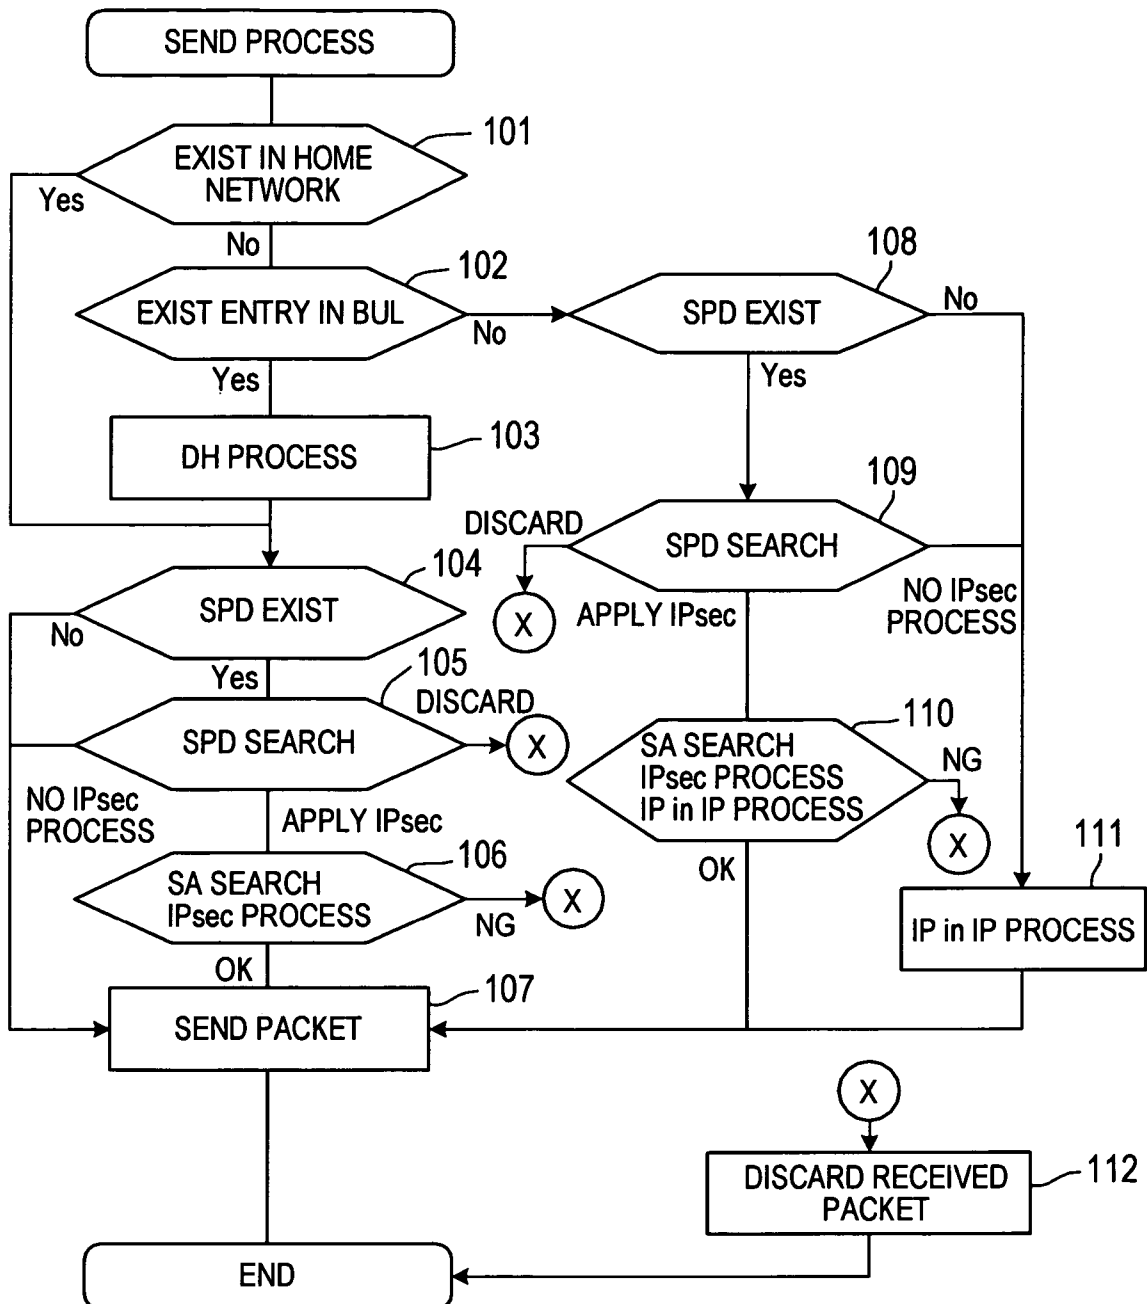 SEND PROCESS
101
EXIST IN HOME
NETWORK
Yes
No
102
EXIST ENTRY IN BUL
No
108
SPD EXIST
No
Yes
Yes
103
DH PROCESS
109
SPD SEARCH
DISCARD
X
APPLY IPsec
NO IPsec
PROCESS
104
SPD EXIST
No
Yes
105
DISCARD
SPD SEARCH
X
NO IPsec
PROCESS
APPLY IPsec
110
SA SEARCH
IPsec PROCESS
IP in IP PROCESS
NG
X
OK
106
SA SEARCH
IPsec PROCESS
NG
X
OK
111
IP in IP PROCESS
107
SEND PACKET
X
112
DISCARD RECEIVED
PACKET
END